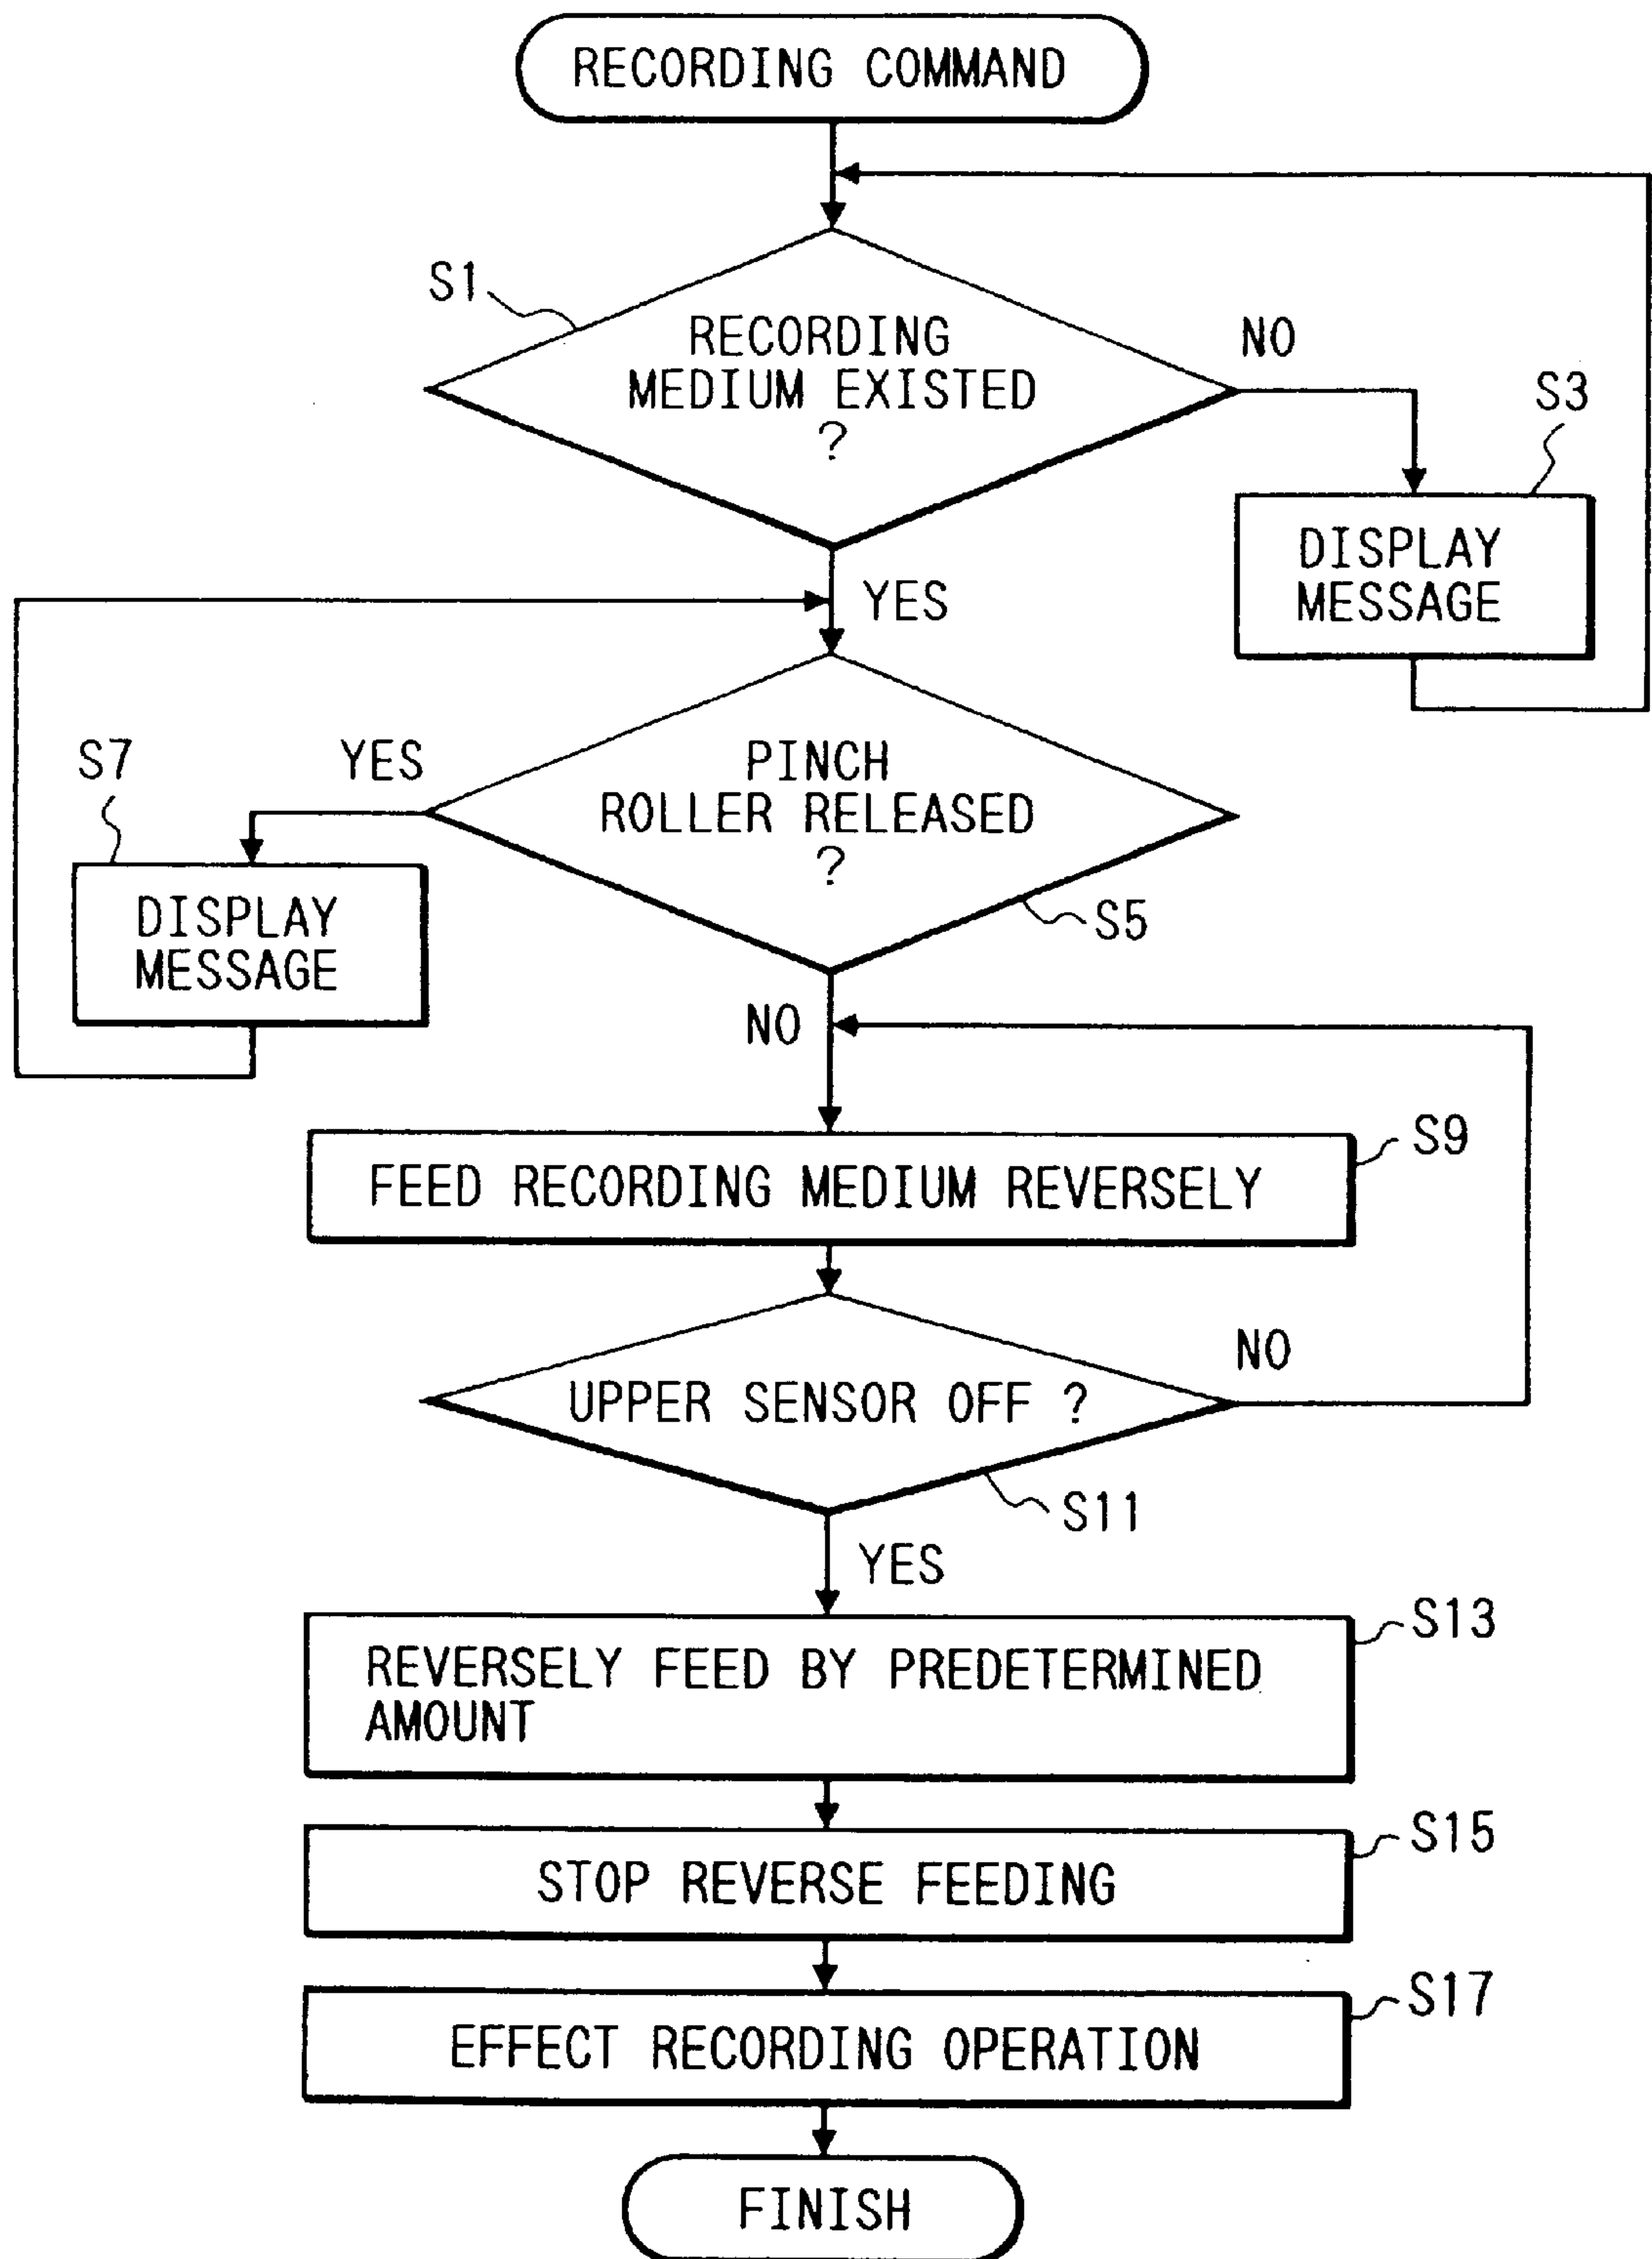 RECORDING COMMAND
S1
RECORDING
MEDIUM EXISTED
?
NO
S3
DISPLAY
MESSAGE
YES
S7
YES
PINCH
ROLLER RELEASED
?
S5
DISPLAY
MESSAGE
NO
S9
FEED RECORDING MEDIUM REVERSELY
NO
UPPER SENSOR OFF ?
S11
YES
S13
REVERSELY FEED BY PREDETERMINED
AMOUNT
S15
STOP REVERSE FEEDING
S17
EFFECT RECORDING OPERATION
FINISH